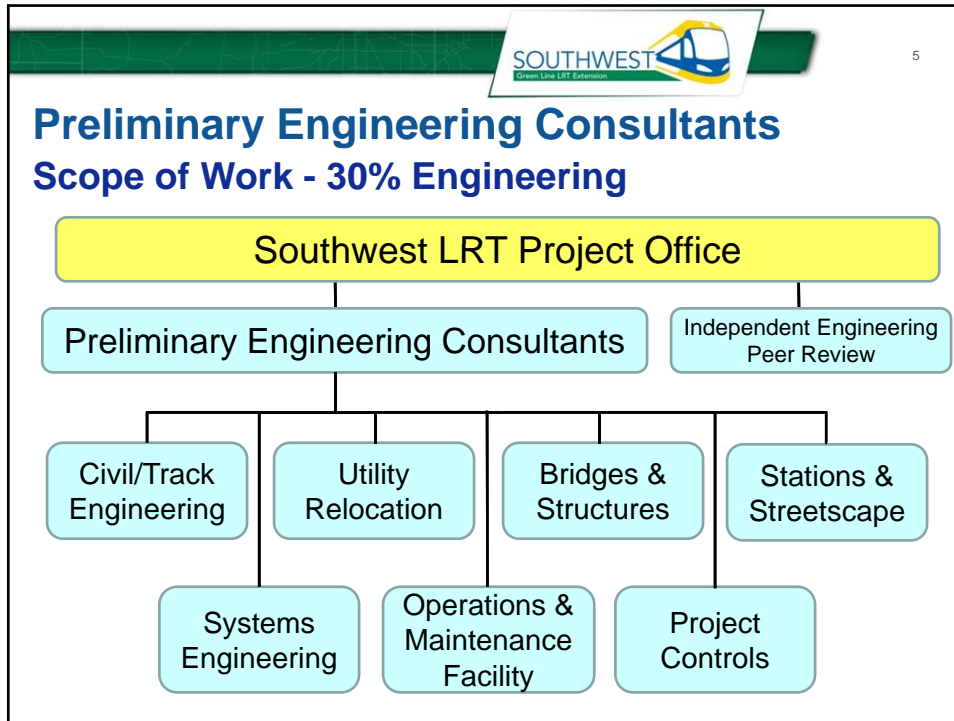 SOUTHWEST
Green Line LRT Extension
5
Preliminary Engineering Consultants
Scope of Work - 30% Engineering
Southwest LRT Project Office
Preliminary Engineering Consultants
Independent Engineering
Peer Review
Civil/Track
Engineering
Utility
Relocation
Bridges &
Structures
Stations &
Streetscape
Systems
Engineering
Operations &
Maintenance
Facility
Project
Controls